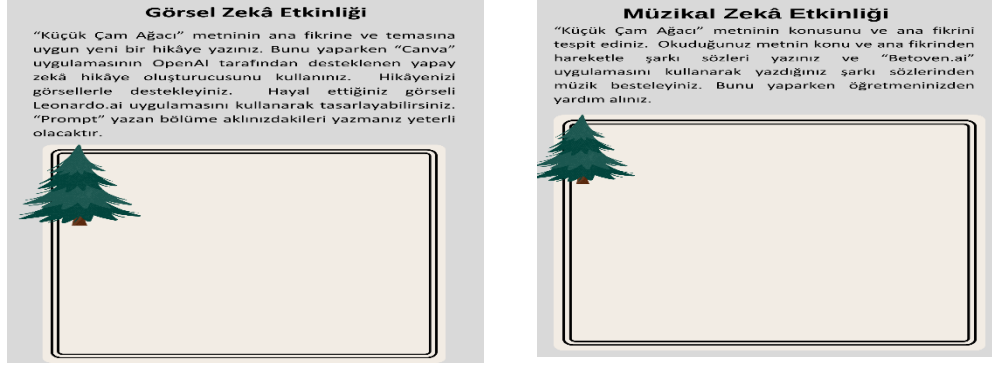 Görsel Zekâ Etkinliği
“Küçük Çam Ağacı” metninin ana fikrine ve temasına
uygun yeni bir hikâye yazınız. Bunu yaparken “Canva”
uygulamasının OpenAI tarafından desteklenen yapay
zekâ hikâye oluşturucusunu kullanınız. Hikâyenizi
görsellerle destekleyiniz. Hayal ettiğiniz görseli
Leonardo.ai uygulamasını kullanarak tasarlayabilirsiniz.
“Prompt” yazan bölüme aklınızdakileri yazmanız yeterli
olacaktır.
Müzikal Zekâ Etkinliği
“Küçük Çam Ağacı” metninin konusunu ve ana fikrini
tespit ediniz. Okuduğunuz metnin konu ve ana fikrinden
hareketle şarkı sözleri yazınız ve “Betoven.ai”
uygulamasını kullanarak yazdığınız şarkı sözlerinden
müzik besteleyiniz. Bunu yaparken öğretmeninizden
yardım alınız.